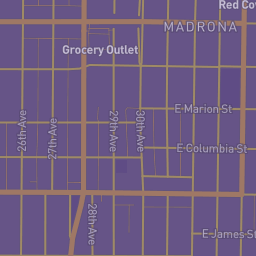 Red Co
MADRONA
Grocery Outlet
E Marion St
26th Ave
27th Ave
29th Ave
30th Ave
E Columbia St
28th Ave
E James St